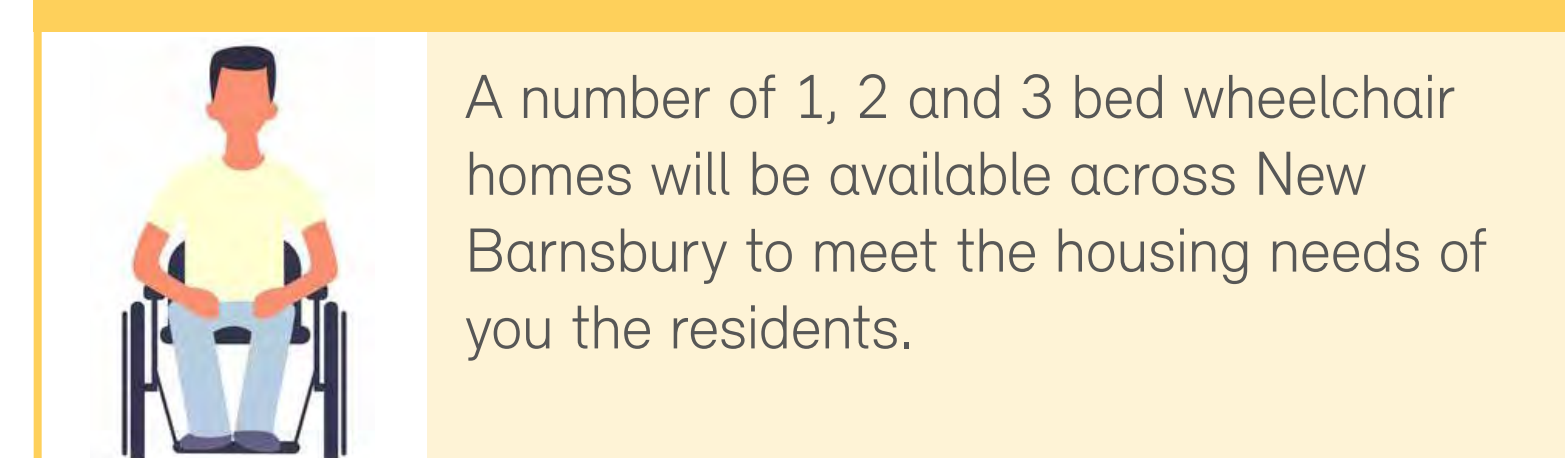 A number of 1, 2 and 3 bed wheelchair
homes will be available across New
Barnsbury to meet the housing needs of
you the residents.